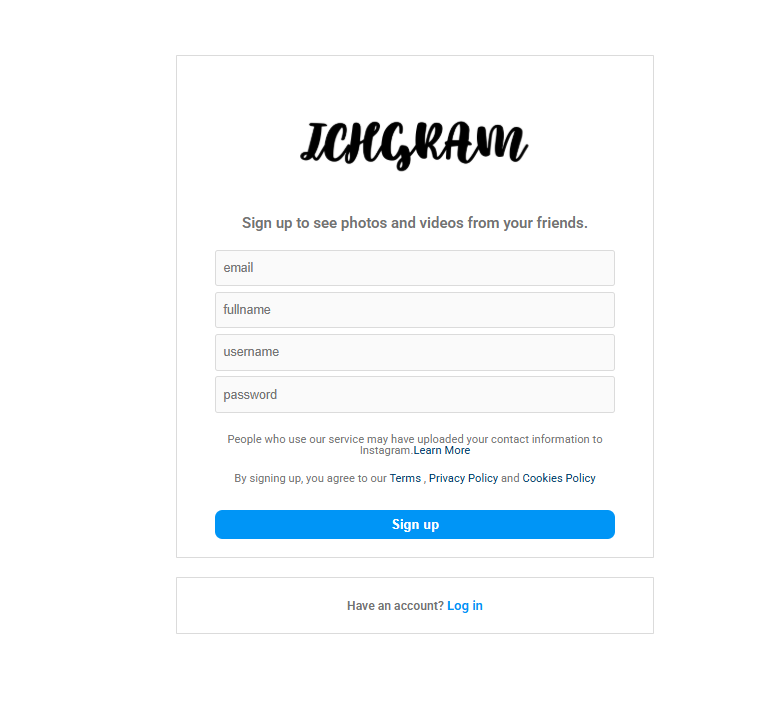 ICHGRAM
Sign up to see photos and videos from your friends.
email
fullname
username
password
People who use our service may have uploaded your contact information to
Instagram.Learn More
By signing up, you agree to our Terms , Privacy Policy and Cookies Policy
Sign up
Have an account? Log in